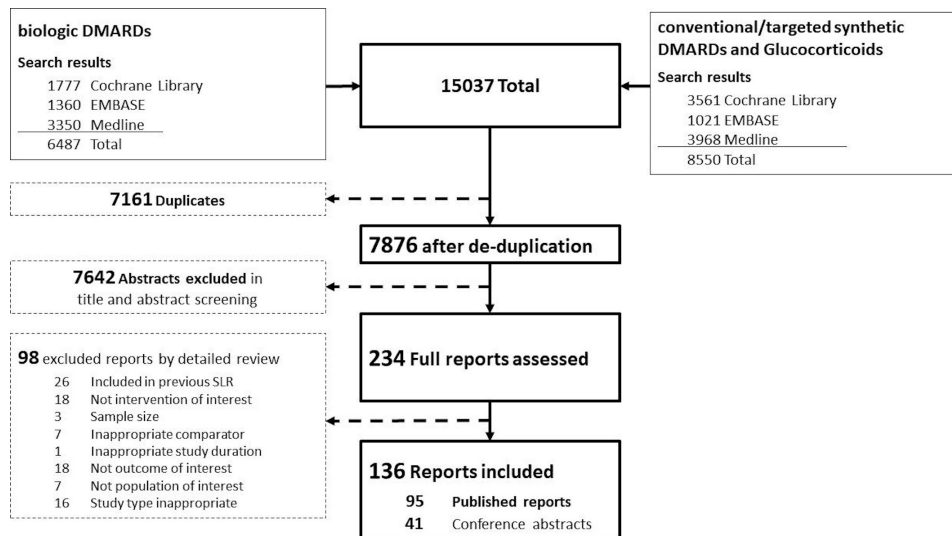 biologic DMARDs
Search results
1777 Cochrane Library
1360 EMBASE
3350 Medline
6487 Total
15037 Total
conventional/targeted synthetic
DMARDs and Glucocorticoids
Search results
3561 Cochrane Library
1021 EMBASE
3968 Medline
8550 Total
7161 Duplicates
7876 after de-duplication
7642 Abstracts excluded in
title and abstract screening
234 Full reports assessed
98 excluded reports by detailed review
26 Included in previous SLR
18 Not intervention of interest
3 Sample size
7 Inappropriate comparator
1 Inappropriate study duration
18 Not outcome of interest
7 Not population of interest
16 Study type inappropriate
136 Reports included
95 Published reports
41 Conference abstracts